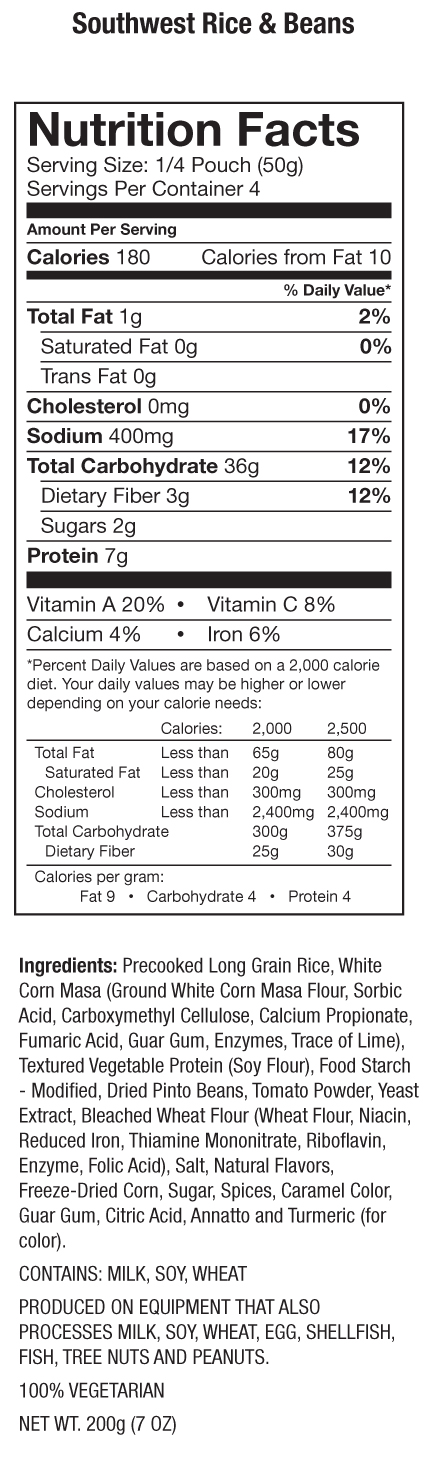 Southwest Rice & Beans
Nutrition Facts
Serving Size: 1/4 Pouch (50g)
Servings Per Container 4
Amount Per Serving
Calories 180 Calories from Fat 10
% Daily Value*
Total Fat 1g 2%
Saturated Fat 0g 0%
Trans Fat 0g
Cholesterol 0mg 0%
Sodium 400mg 17%
Total Carbohydrate 36g 12%
Dietary Fiber 3g 12%
Sugars 2g
Protein 7g
Vitamin A 20% • Vitamin C 8%
Calcium 4% • Iron 6%
*Percent Daily Values are based on a 2,000 calorie
diet. Your daily values may be higher or lower
depending on your calorie needs:
Calories: 2,000 2,500
Total Fat Less than 65g 80g
Saturated Fat Less than 20g 25g
Cholesterol Less than 300mg 300mg
Sodium Less than 2,400mg 2,400mg
Total Carbohydrate 300g 375g
Dietary Fiber 25g 30g
Calories per gram:
Fat 9 • Carbohydrate 4 • Protein 4
Ingredients: Precooked Long Grain Rice, White
Corn Masa (Ground White Corn Masa Flour, Sorbic
Acid, Carboxymethyl Cellulose, Calcium Propionate,
Fumaric Acid, Guar Gum, Enzymes, Trace of Lime),
Textured Vegetable Protein (Soy Flour), Food Starch
- Modified, Dried Pinto Beans, Tomato Powder, Yeast
Extract, Bleached Wheat Flour (Wheat Flour, Niacin,
Reduced Iron, Thiamine Mononitrate, Riboflavin,
Enzyme, Folic Acid), Salt, Natural Flavors,
Freeze-Dried Corn, Sugar, Spices, Caramel Color,
Guar Gum, Citric Acid, Annatto and Turmeric (for
color).
CONTAINS: MILK, SOY, WHEAT
PRODUCED ON EQUIPMENT THAT ALSO
PROCESSES MILK, SOY, WHEAT, EGG, SHELLFISH,
FISH, TREE NUTS AND PEANUTS.
100% VEGETARIAN
NET WT. 200g (7 OZ)